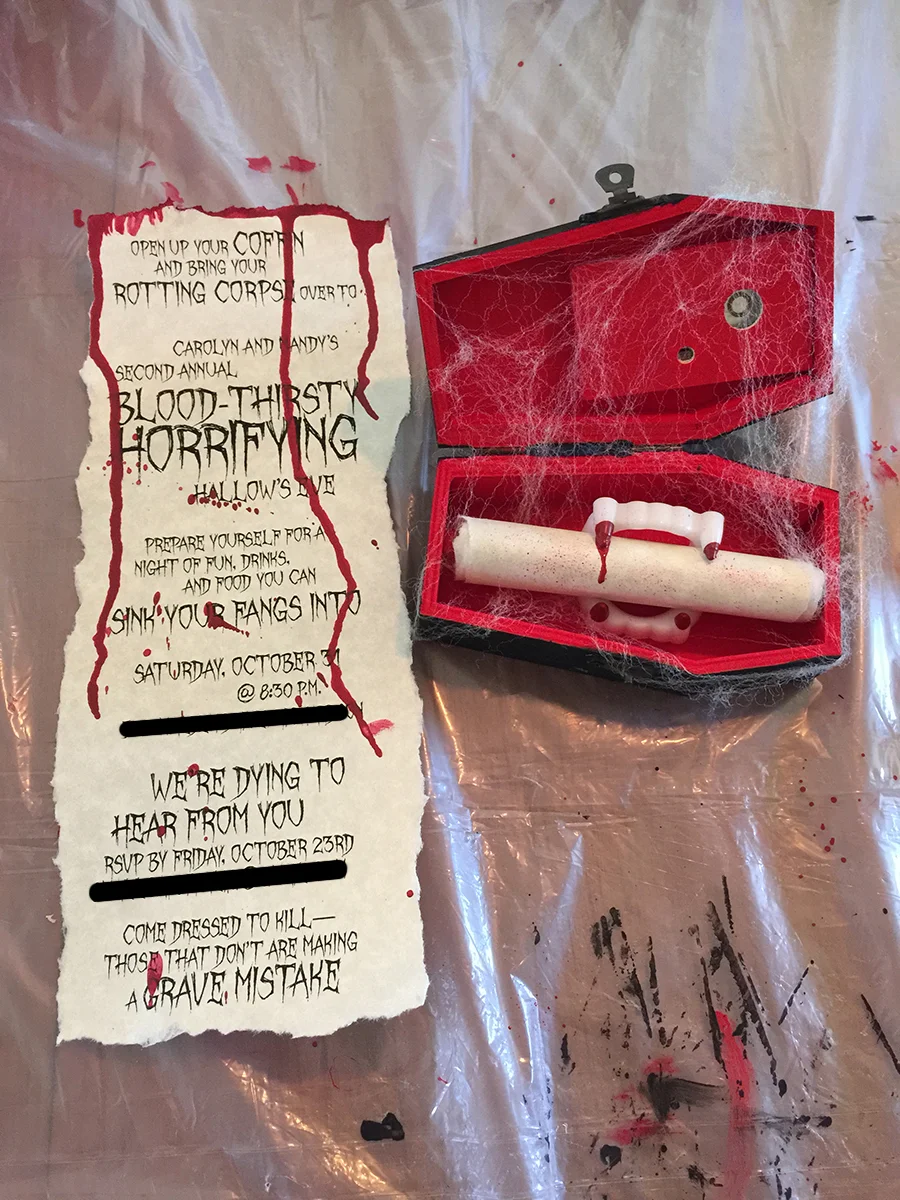 OPEN UP YOUR COFFIN
AND BRING YOUR
ROTTING CORPSE OVER TO
CAROLYN AND ANDY'S
SECOND ANNUAL
BLOOD-THIRSTY
HORRIFYING
HALLOW'S EVE
PREPARE YOURSELF FOR A
NIGHT OF FUN, DRINKS,
AND FOOD YOU CAN
SINK YOUR FANGS INTO
SATURDAY, OCTOBER 31
@ 8:30 P.M.
WE'RE DYING TO
HEAR FROM YOU
RSVP BY FRIDAY, OCTOBER 23RD
COME DRESSED TO KILL—
THOSE THAT DON'T ARE MAKING
A GRAVE MISTAKE